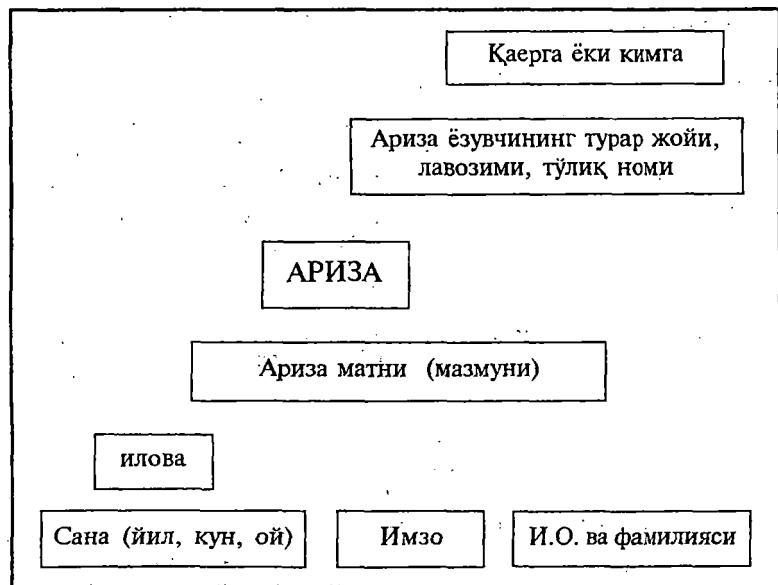 Қаерга ёки кимга
Ариза ёзувчининг турар жойи,
лавозими, тўлиқ номи
АРИЗА
Ариза матни (мазмуни)
илова
Сана (йил, кун, ой)
Имзо
И.О. ва фамилияси